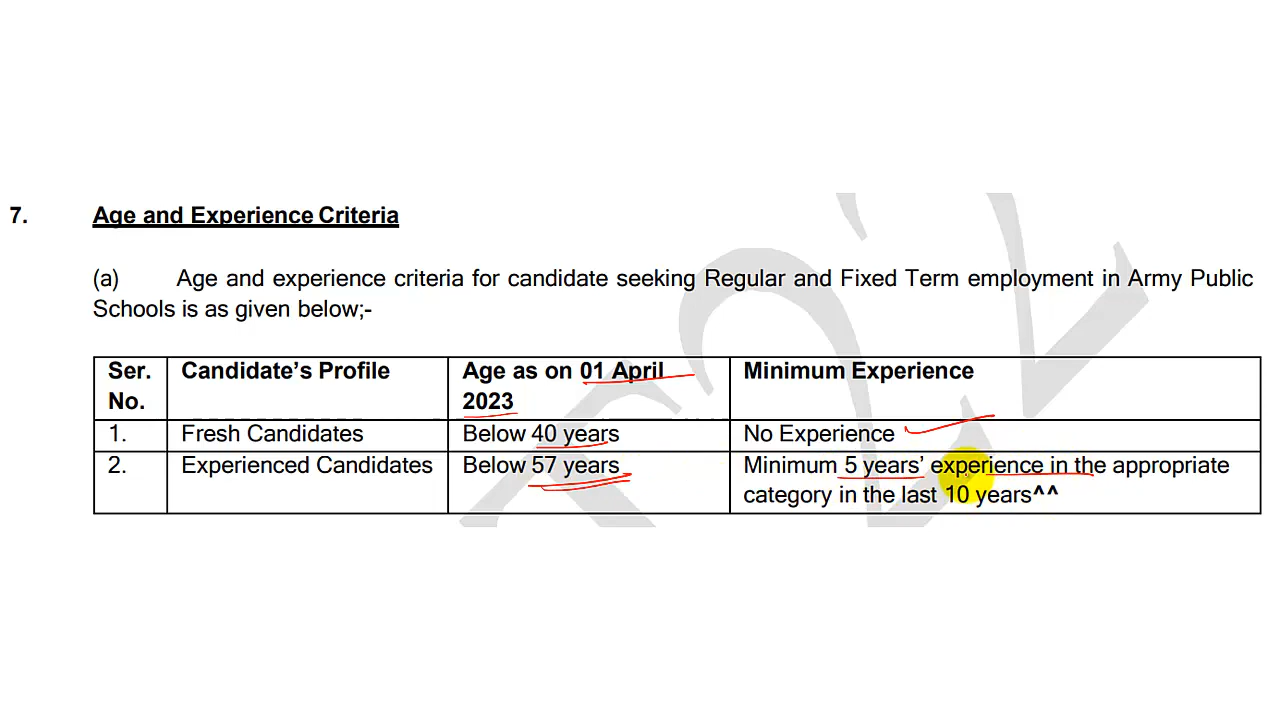 7. Age and Experience Criteria
(a) Age and experience criteria for candidate seeking Regular and Fixed Term employment in Army Public
Schools is as given below;-
Ser. No. Candidate’s Profile Age as on 01 April 2023 Minimum Experience
1. Fresh Candidates Below 40 years No Experience
2. Experienced Candidates Below 57 years Minimum 5 years’ experience in the appropriate
category in the last 10 years^^